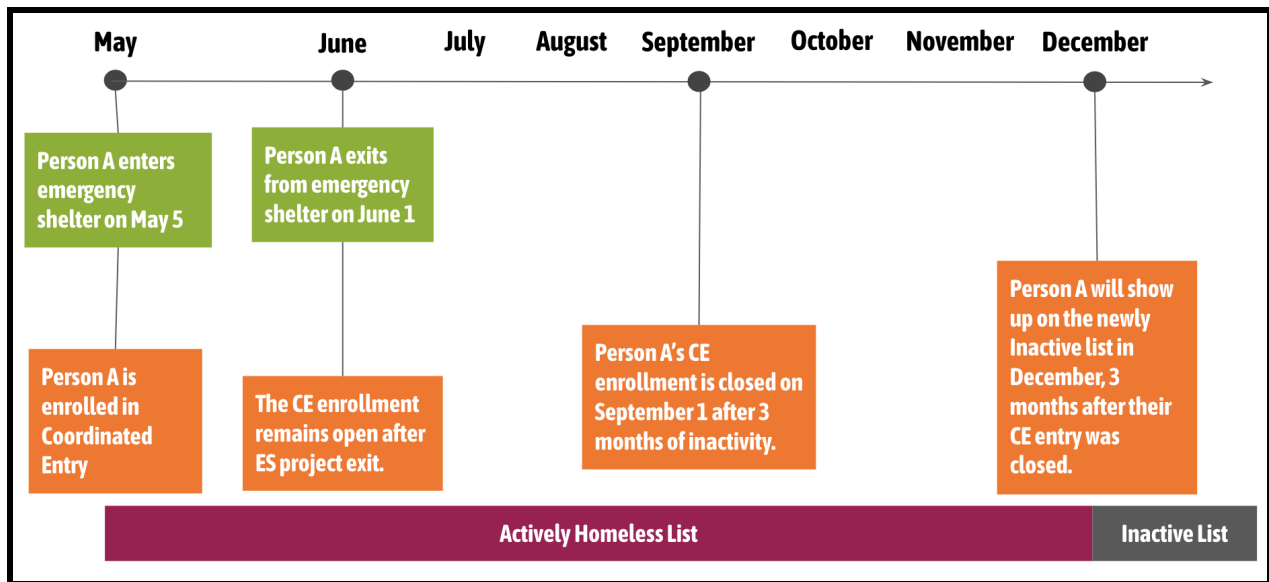 May
June
July
August
September
October
November
December
Person A enters
emergency
shelter on May 5
Person A exits
from emergency
shelter on June 1
Person A is
enrolled in
Coordinated
Entry
The CE enrollment
remains open after
ES project exit.
Person A’s CE
enrollment is closed on
September 1 after 3
months of inactivity.
Person A will show
up on the newly
Inactive list in
December, 3
months after their
CE entry was
closed.
Actively Homeless List
Inactive List